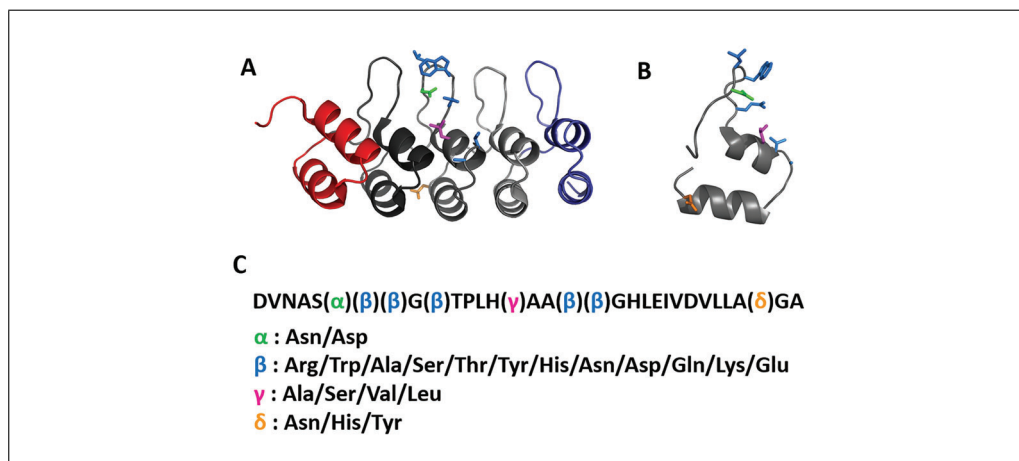 A
B
C
DVNAS(α)(β)(β)G(β)TPLH(γ)AA(β)(β)GHLEIVDVLLA(δ)GA
α : Asn/Asp
β : Arg/Trp/Ala/Ser/Thr/Tyr/His/Asn/Asp/Gln/Lys/Glu
γ : Ala/Ser/Val/Leu
δ : Asn/His/Tyr